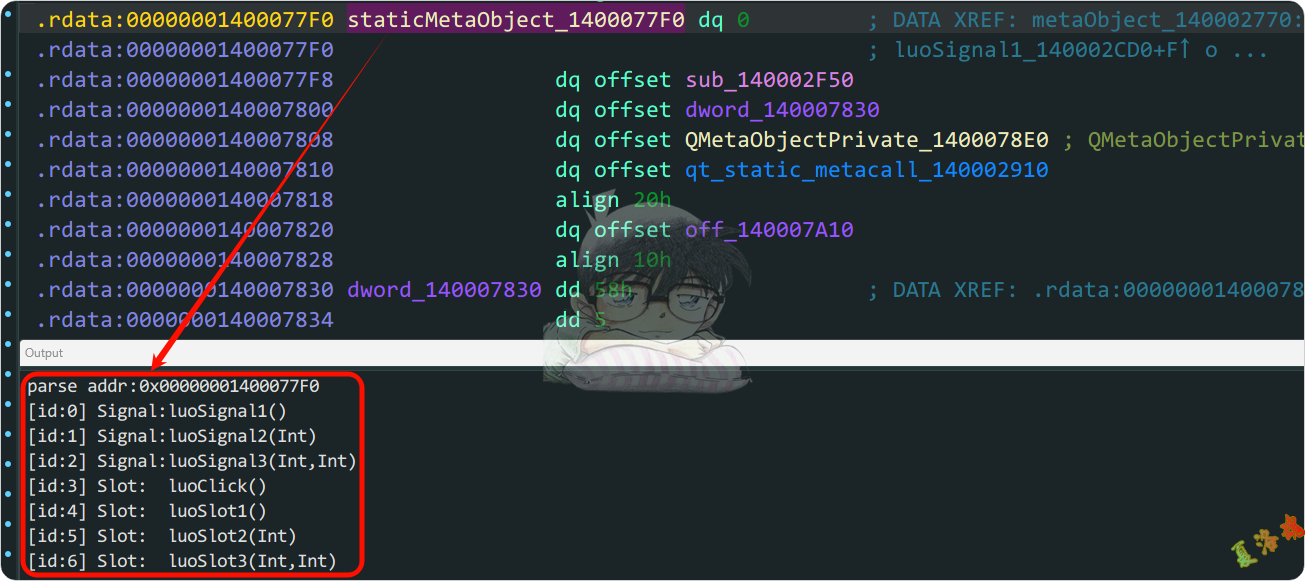 .rdata:00000001400077F0 staticMetaObject_1400077F0 dq 0 ; DATA XREF: metaObject_140002770:
.rdata:00000001400077F0 ; luoSignal1_140002CD0+F↑ o ...
.rdata:00000001400077F8 dq offset sub_140002F50
.rdata:0000000140007800 dq offset dword_140007830
.rdata:0000000140007808 dq offset QMetaObjectPrivate_1400078E0 ; QMetaObjectPrivat
.rdata:0000000140007810 dq offset qt_static_metacall_140002910
.rdata:0000000140007818 align 20h
.rdata:0000000140007820 dq offset off_140007A10
.rdata:0000000140007828 align 10h
.rdata:0000000140007830 dword_140007830 dd 58h ; DATA XREF: .rdata:00000001400078
.rdata:0000000140007834 dd 5
Output
parse addr:0x00000001400077F0
[id:0] Signal:luoSignal1()
[id:1] Signal:luoSignal2(Int)
[id:2] Signal:luoSignal3(Int,Int)
[id:3] Slot: luoClick()
[id:4] Slot: luoSlot1()
[id:5] Slot: luoSlot2(Int)
[id:6] Slot: luoSlot3(Int,Int)
夏洛